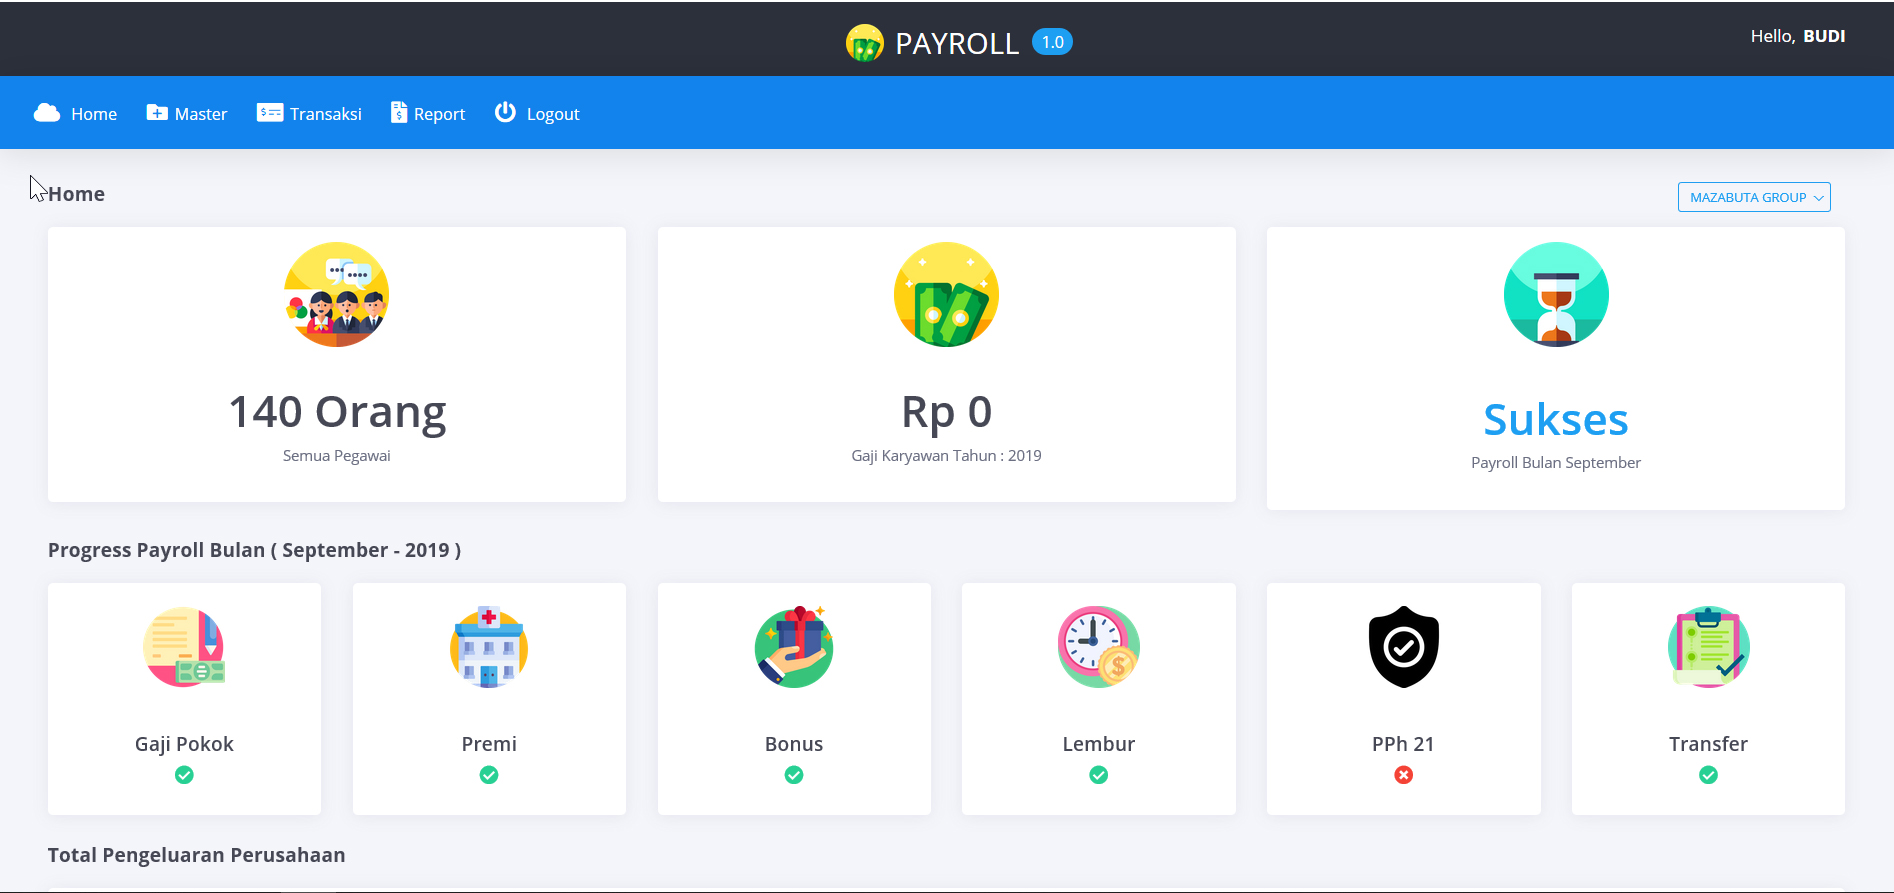 PAYROLL 1.0
Hello, BUDI
Home Master Transaksi Report Logout
Home
MAZABUTA GROUP
140 Orang
Semua Pegawai
Rp 0
Gaji Karyawan Tahun : 2019
Sukses
Payroll Bulan September
Progress Payroll Bulan ( September - 2019 )
Gaji Pokok
Premi
Bonus
Lembur
PPh 21
Transfer
Total Pengeluaran Perusahaan